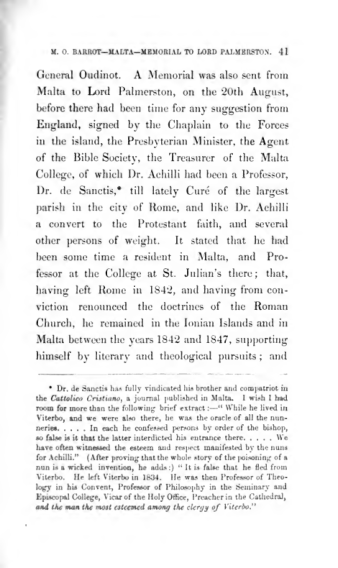 M. O. BARROT—MALTA—MEMORIAL TO LORD PALMERSTON. 41
General Oudinot. A Memorial was also sent from
Malta to Lord Palmerston, on the 20th August,
before there had been time for any suggestion from
England, signed by the Chaplain to the Forces
in the island, the Presbyterian Minister, the Agent
of the Bible Society, the Treasurer of the Malta
College, of which Dr. Achilli had been a Professor,
Dr. de Sanctis,* till lately Curé of the largest
parish in the city of Rome, and like Dr. Achilli
a convert to the Protestant faith, and several
other persons of weight. It stated that he had
been some time a resident in Malta, and Pro-
fessor at the College at St. Julian's there; that,
having left Rome in 1842, and having from con-
viction renounced the doctrines of the Roman
Church, he remained in the Ionian Islands and in
Malta between the years 1842 and 1847, supporting
himself by literary and theological pursuits; and
* Dr. de Sanctis has fully vindicated his brother and compatriot in
the Cattolico Cristiano, a journal published in Malta. I wish I had
room for more than the following brief extract:—" While he lived in
Viterbo, and we were also there, he was the oracle of all the nun-
neries. . . . . In each he confessed persons by order of the bishop,
so false is it that the latter interdicted his entrance there. . . . . We
have often witnessed the esteem and respect manifested by the nuns
for Achilli." (After proving that the whole story of the poisoning of a
nun is a wicked invention, he adds:) " It is false that he fled from
Viterbo. He left Viterbo in 1834. He was then Professor of Theo-
logy in his Convent, Professor of Philosophy in the Seminary and
Episcopal College, Vicar of the Holy Office, Preacher in the Cathedral,
and the man the most esteemed among the clergy of Viterbo."